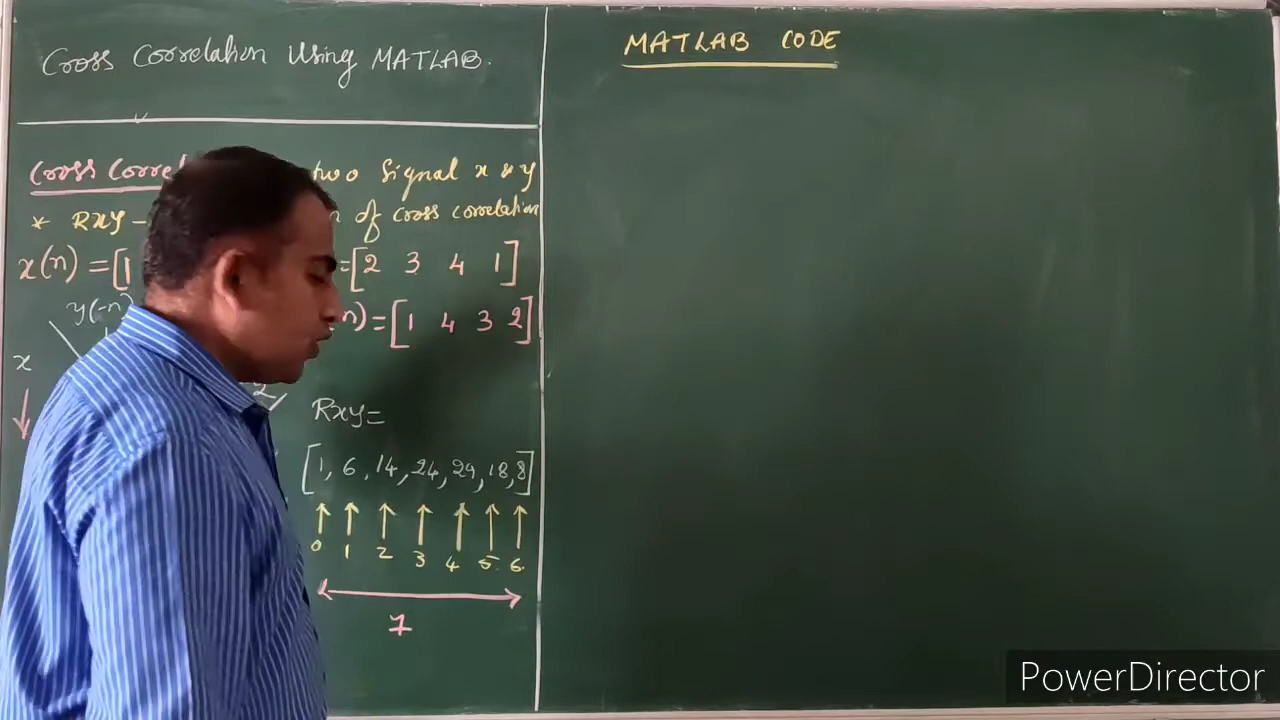 Cross Correlation Using MATLAB.
Cross two Signal x & y
* Rxy - of cross correlation
x(n) = [1 = [2 3 4 1]
y(-n) n) = [1 4 3 2]
x
2
Rxy =
[1, 6, 14, 24, 29, 18, 8]
0 1 2 3 4 5 6
7
MATLAB CODE
PowerDirector